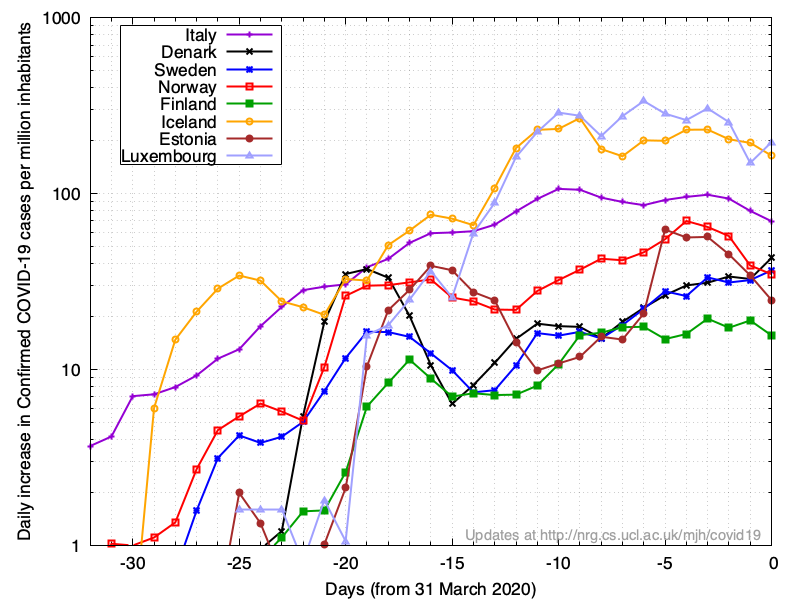 Daily increase in Confirmed COVID-19 cases per million inhabitants
1000
100
10
1
Italy
Denark
Sweden
Norway
Finland
Iceland
Estonia
Luxembourg
Updates at http://nrg.cs.ucl.ac.uk/mjh/covid19
-30 -25 -20 -15 -10 -5 0
Days (from 31 March 2020)